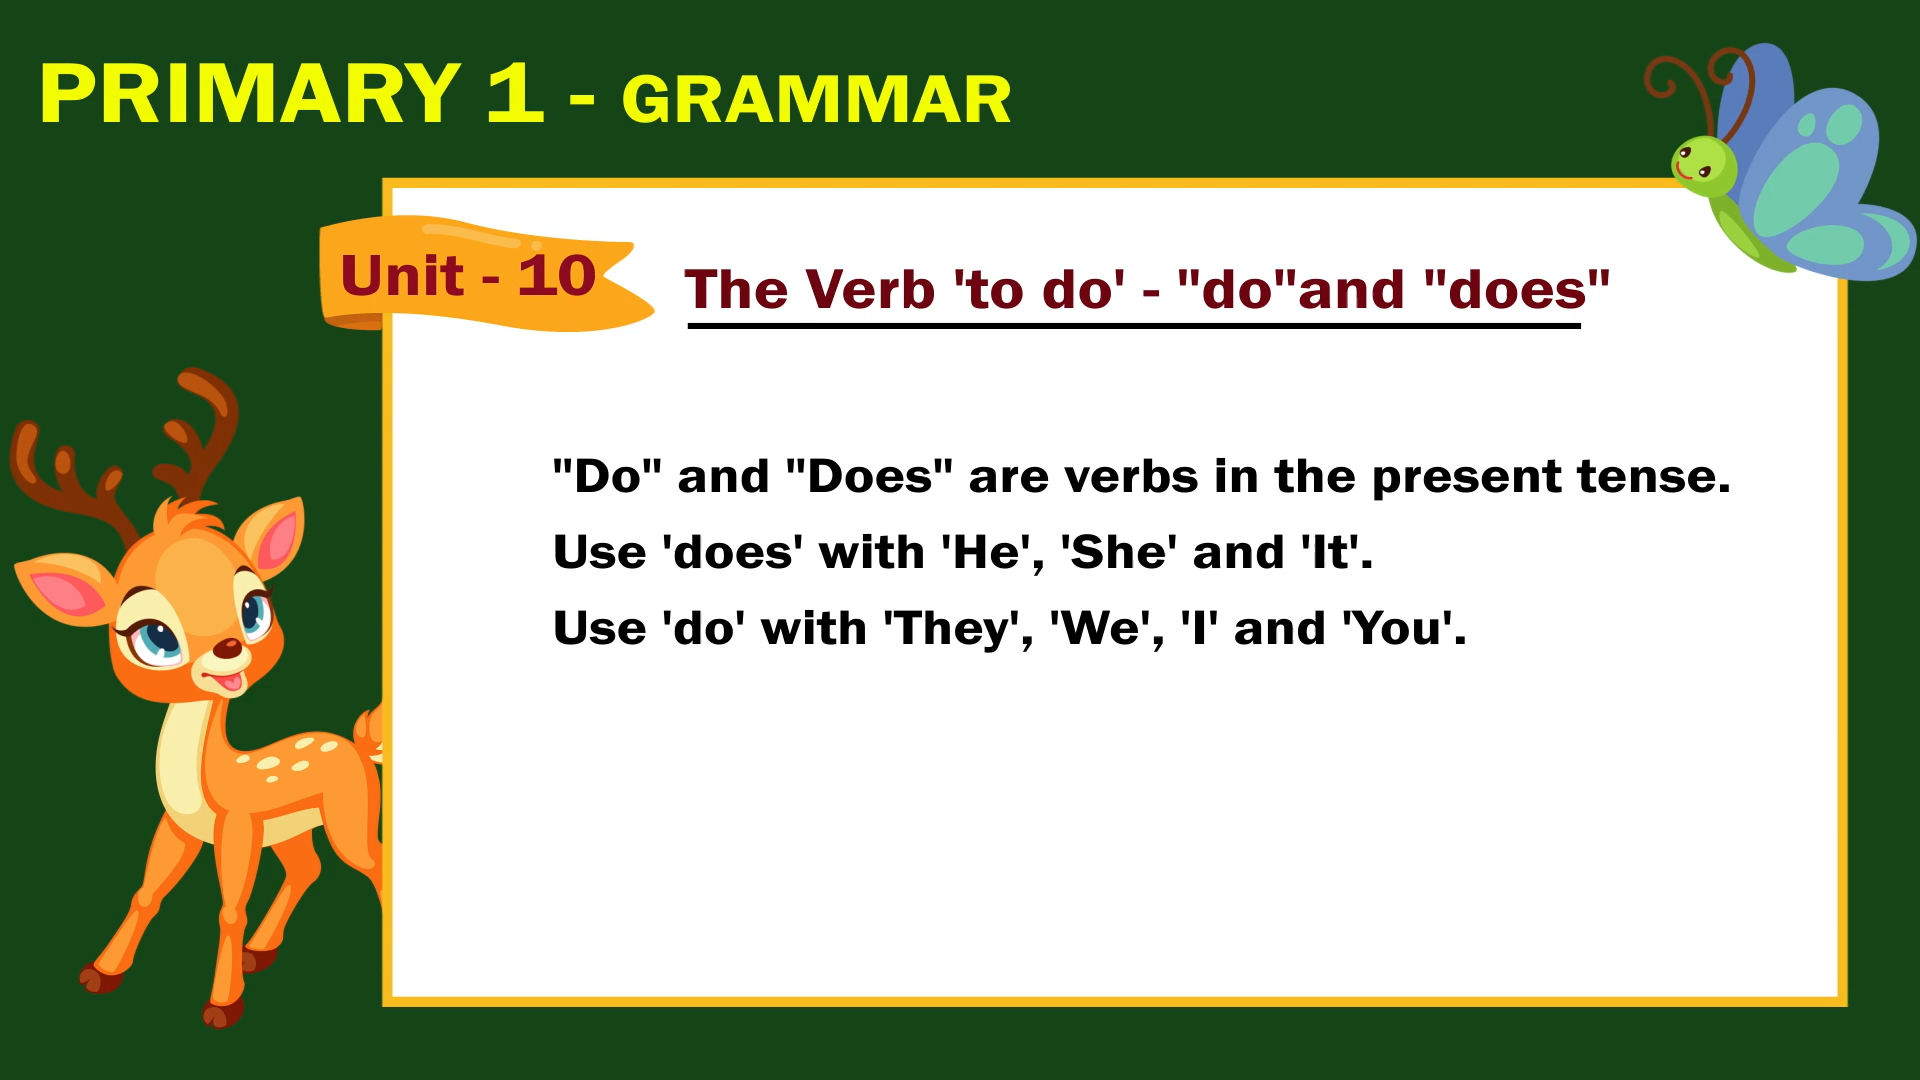 PRIMARY 1 - GRAMMAR
Unit - 10
The Verb 'to do' - "do"and "does"
"Do" and "Does" are verbs in the present tense.
Use 'does' with 'He', 'She' and 'It'.
Use 'do' with 'They', 'We', 'I' and 'You'.